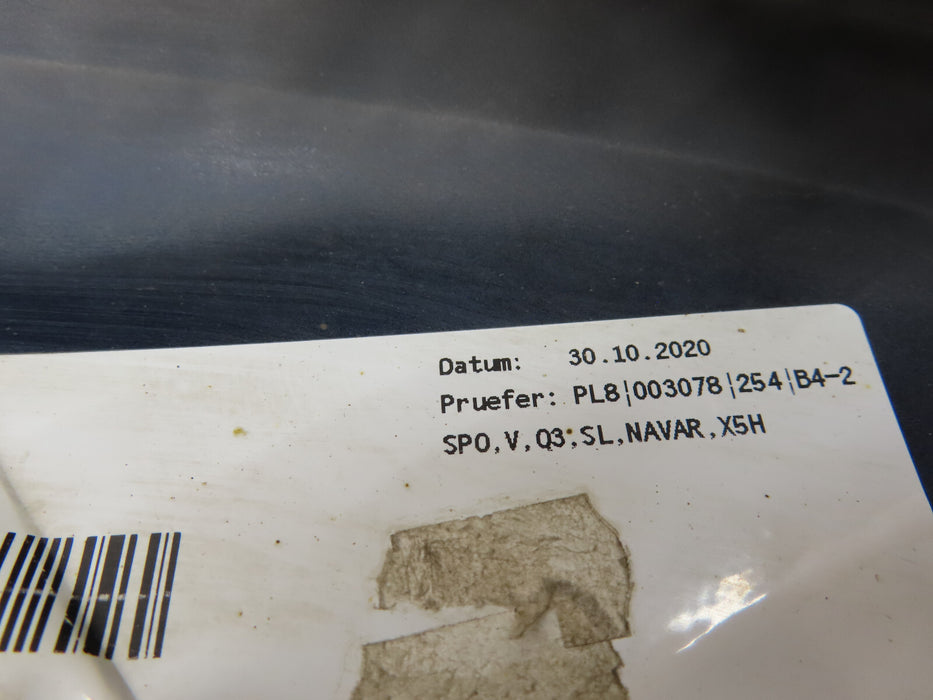 Datum: 30.10.2020
Pruefer: PL8|003078|254|B4-2
SPO,V,Q3,SL,NAVAR,X5H